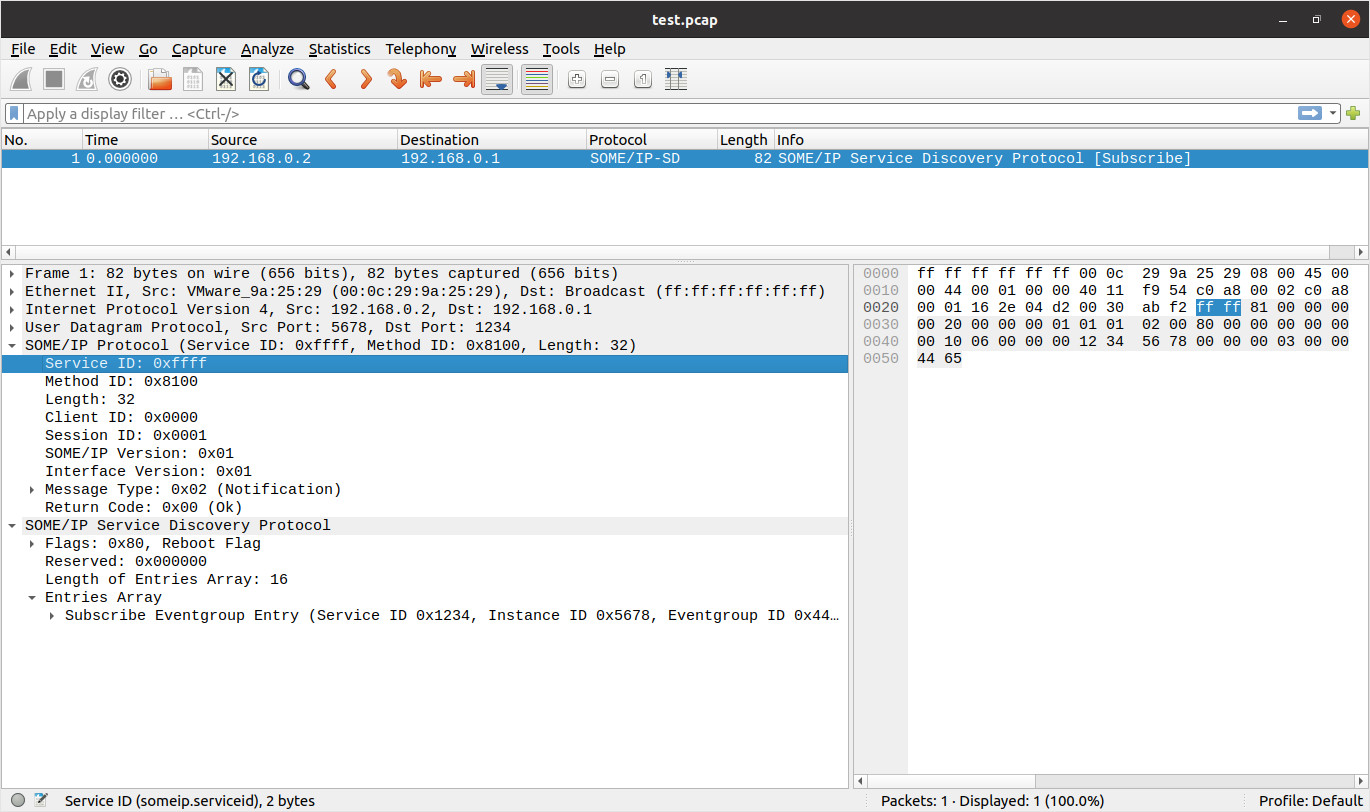 test.pcap
File Edit View Go Capture Analyze Statistics Telephony Wireless Tools Help
Apply a display filter … <Ctrl-/>
No. Time Source Destination Protocol Length Info
1 0.000000 192.168.0.2 192.168.0.1 SOME/IP-SD 82 SOME/IP Service Discovery Protocol [Subscribe]
Frame 1: 82 bytes on wire (656 bits), 82 bytes captured (656 bits)
Ethernet II, Src: VMware_9a:25:29 (00:0c:29:9a:25:29), Dst: Broadcast (ff:ff:ff:ff:ff:ff)
Internet Protocol Version 4, Src: 192.168.0.2, Dst: 192.168.0.1
User Datagram Protocol, Src Port: 5678, Dst Port: 1234
SOME/IP Protocol (Service ID: 0xffff, Method ID: 0x8100, Length: 32)
Service ID: 0xffff
Method ID: 0x8100
Length: 32
Client ID: 0x0000
Session ID: 0x0001
SOME/IP Version: 0x01
Interface Version: 0x01
Message Type: 0x02 (Notification)
Return Code: 0x00 (Ok)
SOME/IP Service Discovery Protocol
Flags: 0x80, Reboot Flag
Reserved: 0x000000
Length of Entries Array: 16
Entries Array
Subscribe Eventgroup Entry (Service ID 0x1234, Instance ID 0x5678, Eventgroup ID 0x44…
0000 ff ff ff ff ff ff 00 0c 29 9a 25 29 08 00 45 00
0010 00 44 00 01 00 00 40 11 f9 54 c0 a8 00 02 c0 a8
0020 00 01 16 2e 04 d2 00 30 ab f2 ff ff 81 00 00 00
0030 00 20 00 00 00 01 01 01 02 00 80 00 00 00 00 00
0040 00 10 06 00 00 00 12 34 56 78 00 00 00 03 00 00
0050 44 65
Service ID (someip.serviceid), 2 bytes
Packets: 1 · Displayed: 1 (100.0%)
Profile: Default